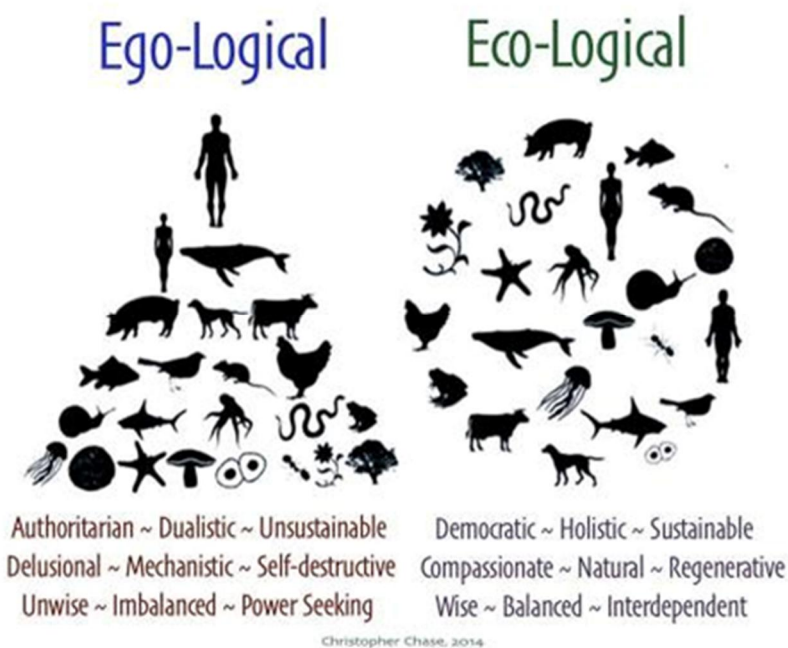 Ego-Logical
Authoritarian ~ Dualistic ~ Unsustainable
Delusional ~ Mechanistic ~ Self-destructive
Unwise ~ Imbalanced ~ Power Seeking
Eco-Logical
Democratic ~ Holistic ~ Sustainable
Compassionate ~ Natural ~ Regenerative
Wise ~ Balanced ~ Interdependent
Christopher Chase, 2014